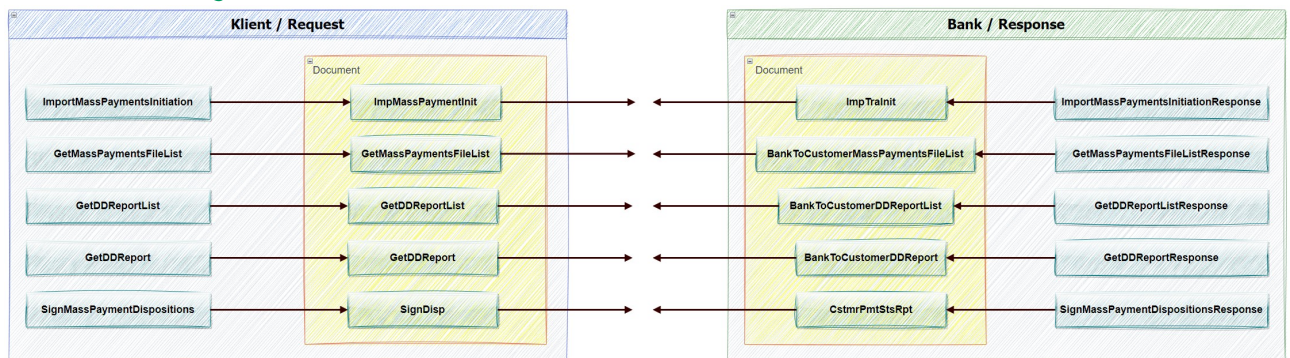 Klient / Request
Bank / Response
Document
Document
ImportMassPaymentsInitiation
ImpMassPaymentInit
ImpTraInit
ImportMassPaymentsInitiationResponse
GetMassPaymentsFileList
GetMassPaymentsFileList
BankToCustomerMassPaymentsFileList
GetMassPaymentsFileListResponse
GetDDReportList
GetDDReportList
BankToCustomerDDReportList
GetDDReportListResponse
GetDDReport
GetDDReport
BankToCustomerDDReport
GetDDReportResponse
SignMassPaymentDispositions
SignDisp
CstmrPmtStsRpt
SignMassPaymentDispositionsResponse